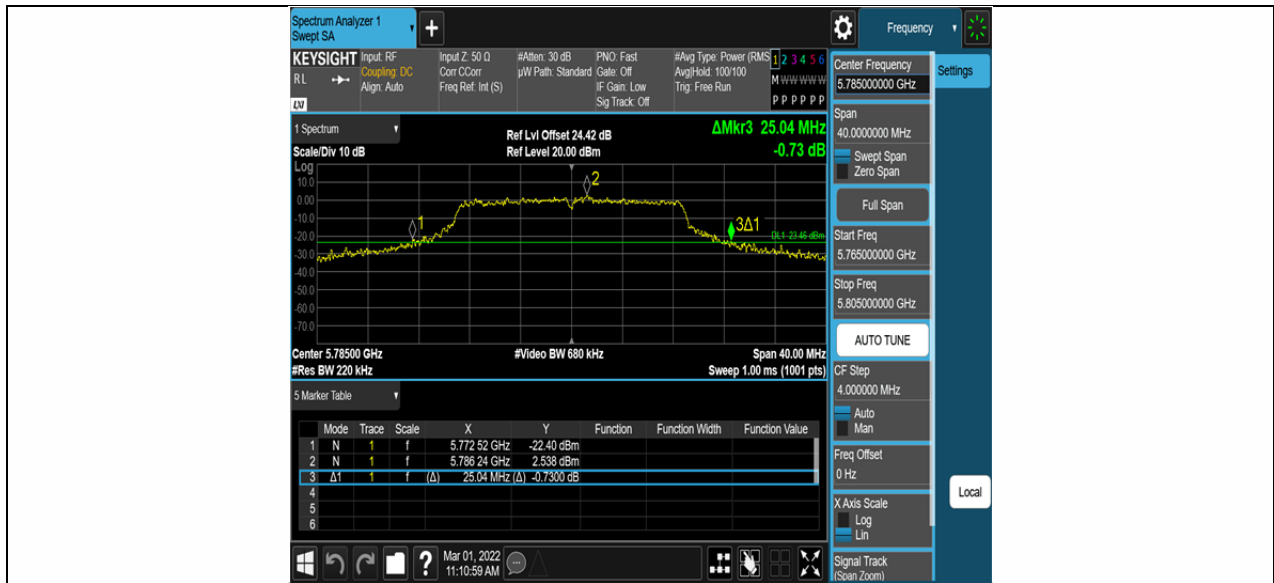 Spectrum Analyzer 1
Swept SA
+
Frequency
KEYSIGHT Input: RF Input Z: 50 Ω #Atten: 30 dB PNO: Fast #Avg Type: Power (RMS 1 2 3 4 5 6
RL Coupling: DC Corr CCorr µW Path: Standard Gate: Off Avg|Hold: 100/100 M W W W W W
Align: Auto Freq Ref: Int (S) IF Gain: Low Trig: Free Run
LXI Sig Track: Off P P P P P P
1 Spectrum
Ref Lvl Offset 24.42 dB
ΔMkr3 25.04 MHz
Scale/Div 10 dB Ref Level 20.00 dBm -0.73 dB
Log
10.0
0.00
-10.0
-20.0
-30.0
-40.0
-50.0
-60.0
-70.0
1
2
3Δ1
DL1 -23.46 dBm
Center 5.78500 GHz #Video BW 680 kHz Span 40.00 MHz
#Res BW 220 kHz Sweep 1.00 ms (1001 pts)
5 Marker Table
Mode Trace Scale X Y Function Function Width Function Value
1 N 1 f 5.772 52 GHz -22.40 dBm
2 N 1 f 5.786 24 GHz 2.538 dBm
3 Δ1 1 f (Δ) 25.04 MHz (Δ) -0.7300 dB
4
5
6
?
Mar 01, 2022
11:10:59 AM
Center Frequency
5.785000000 GHz
Settings
Span
40.0000000 MHz
Swept Span
Zero Span
Full Span
Start Freq
5.765000000 GHz
Stop Freq
5.805000000 GHz
AUTO TUNE
CF Step
4.000000 MHz
Auto
Man
Freq Offset
0 Hz
Local
X Axis Scale
Log
Lin
Signal Track
(Span Zoom)